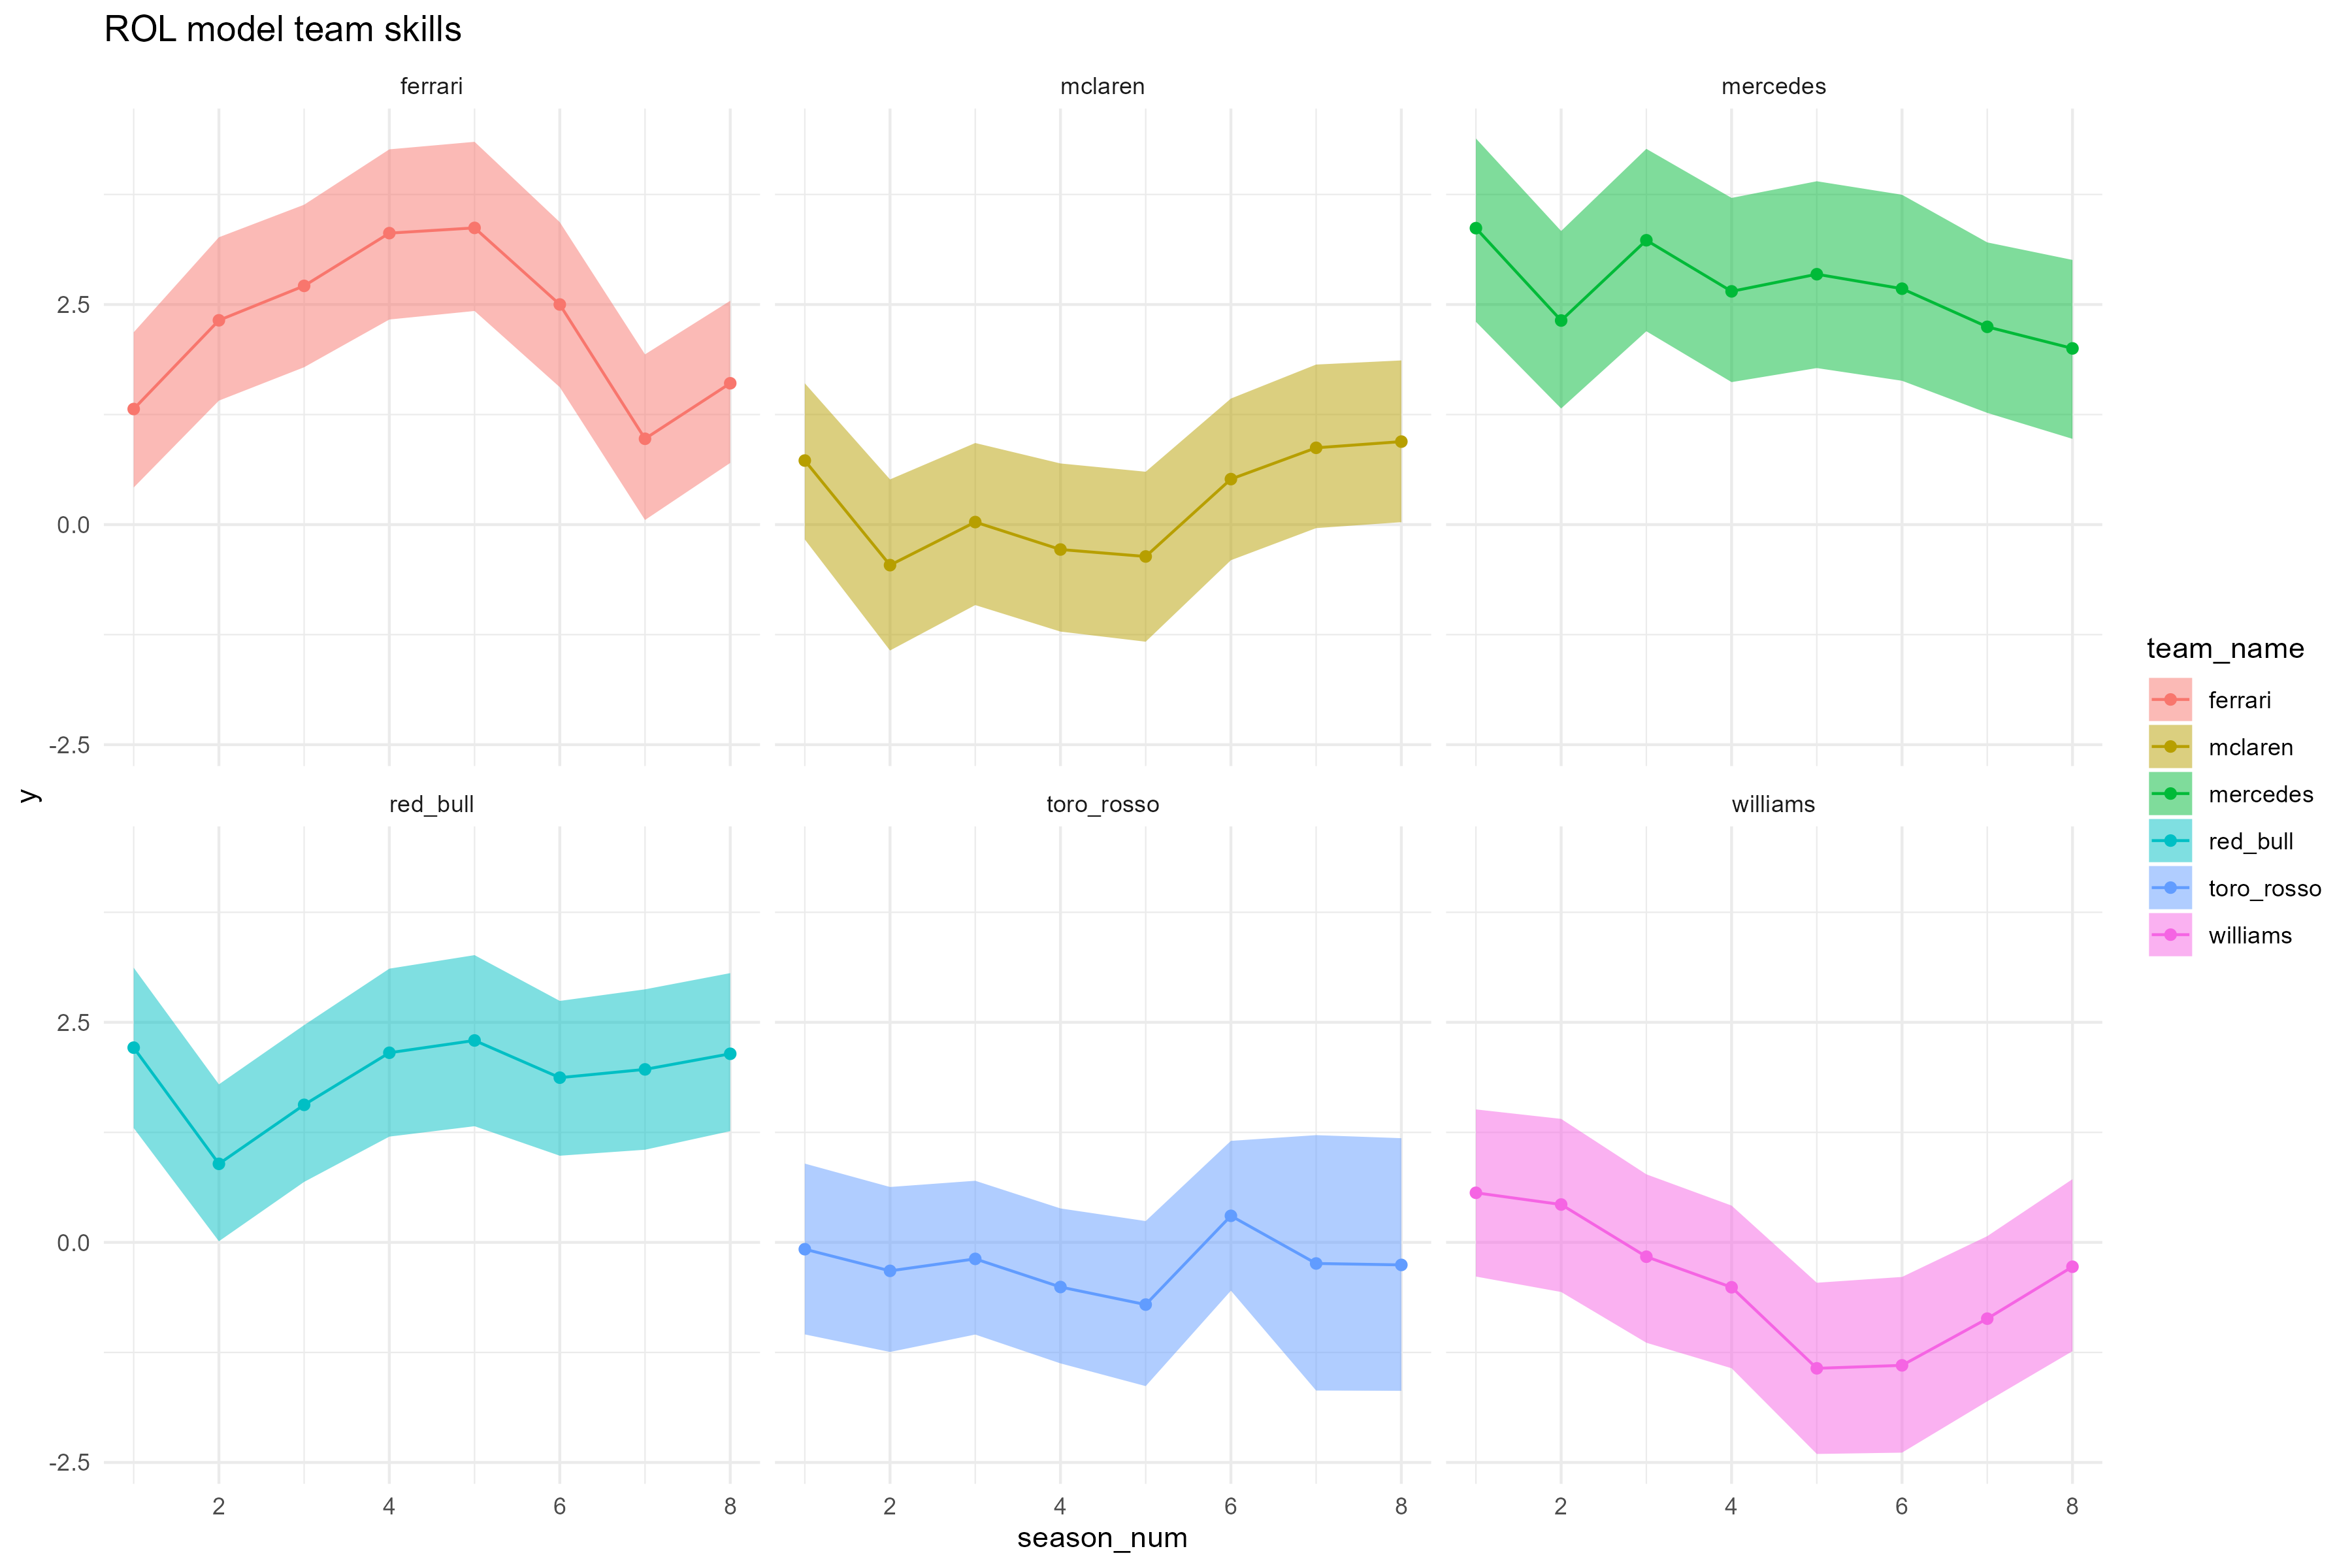 ROL model team skills
ferrari
mclaren
mercedes
2.5
0.0
-2.5
y
red_bull
toro_rosso
williams
2.5
0.0
-2.5
2 4 6 8
2 4 6 8
2 4 6 8
season_num
team_name
ferrari
mclaren
mercedes
red_bull
toro_rosso
williams